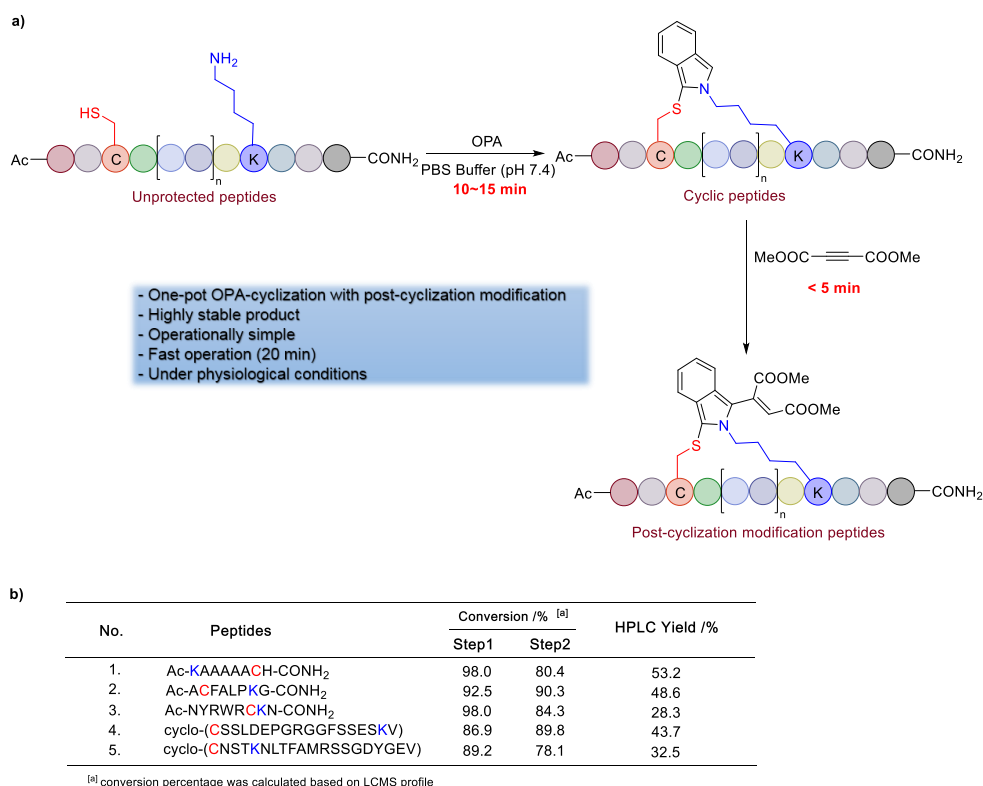 a)
NH2
HS
Ac
C
K
CONH2
n
Unprotected peptides
OPA
PBS Buffer (pH 7.4)
10~15 min
S
N
Ac
C
K
CONH2
n
Cyclic peptides
MeOOC
COOMe
< 5 min
- One-pot OPA-cyclization with post-cyclization modification
- Highly stable product
- Operationally simple
- Fast operation (20 min)
- Under physiological conditions
COOMe
COOMe
S
N
Ac
C
K
CONH2
n
Post-cyclization modification peptides
b)
No. Peptides Conversion /% [a] HPLC Yield /%
Step1 Step2
1. Ac-KAAAAACH-CONH2 98.0 80.4 53.2
2. Ac-ACFALPKG-CONH2 92.5 90.3 48.6
3. Ac-NYRWRCKN-CONH2 98.0 84.3 28.3
4. cyclo-(CSSLDEPGRGGFSSESKV) 86.9 89.8 43.7
5. cyclo-(CNSTKNLTFAMRSSGDYGEV) 89.2 78.1 32.5
[a] conversion percentage was calculated based on LCMS profile